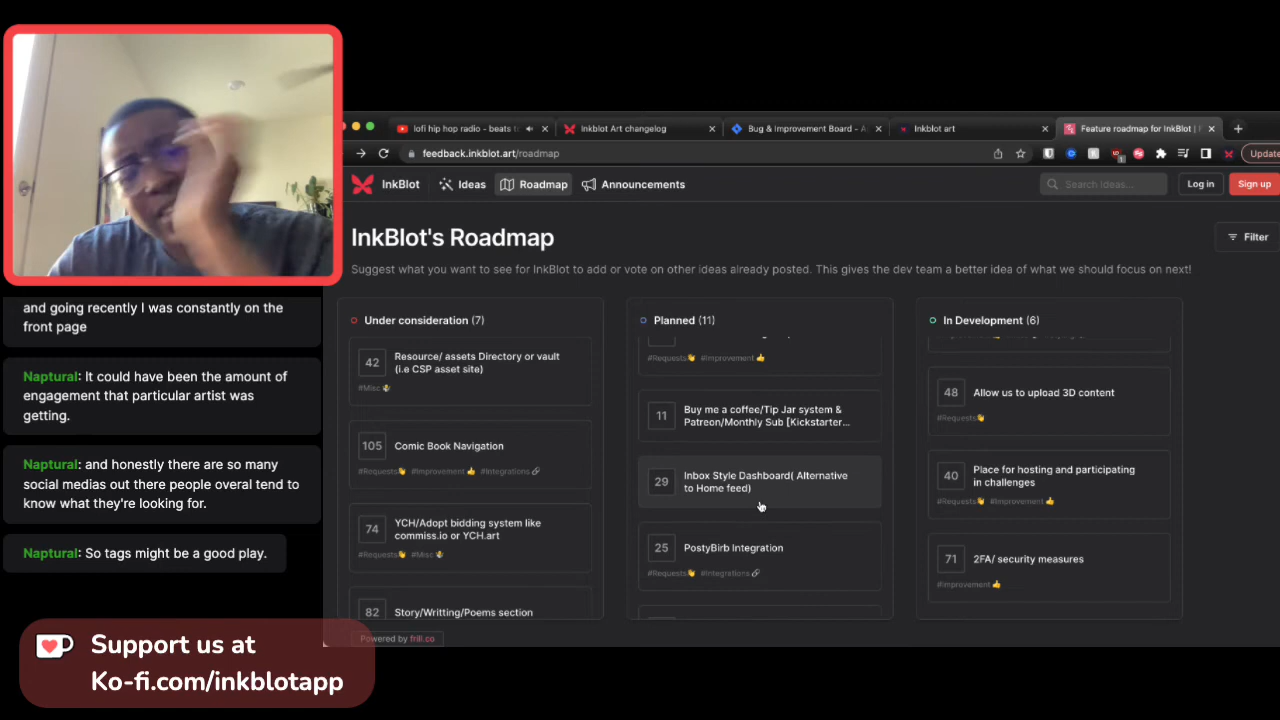 lofi hip hop radio - beats to
Inkblot Art changelog
Bug & Improvement Board - A
Inkblot art
Feature roadmap for InkBlot | F
feedback.inkblot.art/roadmap
Update
InkBlot
Ideas
Roadmap
Announcements
Search ideas...
Log in
Sign up
InkBlot's Roadmap
Filter
Suggest what you want to see for InkBlot to add or vote on other ideas already posted. This gives the dev team a better idea of what we should focus on next!
Under consideration (7)
42
Resource/ assets Directory or vault
(i.e CSP asset site)
#Misc
105
Comic Book Navigation
#Requests👋 #Improvement👍 #Integrations🔗
74
YCH/Adopt bidding system like
commiss.io or YCH.art
#Requests👋 #Misc
82
Story/Writting/Poems section
Planned (11)
#Requests👋 #Improvement👍
11
Buy me a coffee/Tip Jar system &
Patreon/Monthly Sub [Kickstarter...
29
Inbox Style Dashboard( Alternative
to Home feed)
25
PostyBirb Integration
#Requests👋 #Integrations🔗
In Development (6)
48
Allow us to upload 3D content
#Requests👋
40
Place for hosting and participating
in challenges
#Requests👋 #Improvement👍
71
2FA/ security measures
#Improvement👍
Powered by frill.co
and going recently I was constantly on the
front page
Naptural: It could have been the amount of
engagement that particular artist was
getting.
Naptural: and honestly there are so many
social medias out there people overal tend to
know what they're looking for.
Naptural: So tags might be a good play.
Support us at
Ko-fi.com/inkblotapp